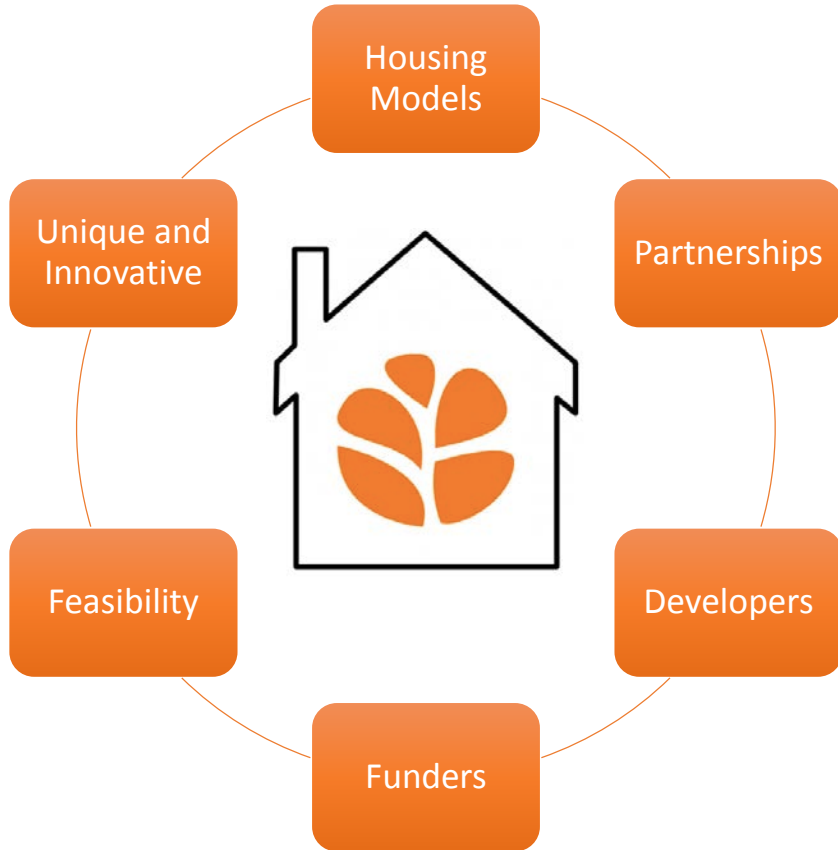 Housing
Models
Partnerships
Developers
Funders
Feasibility
Unique and
Innovative